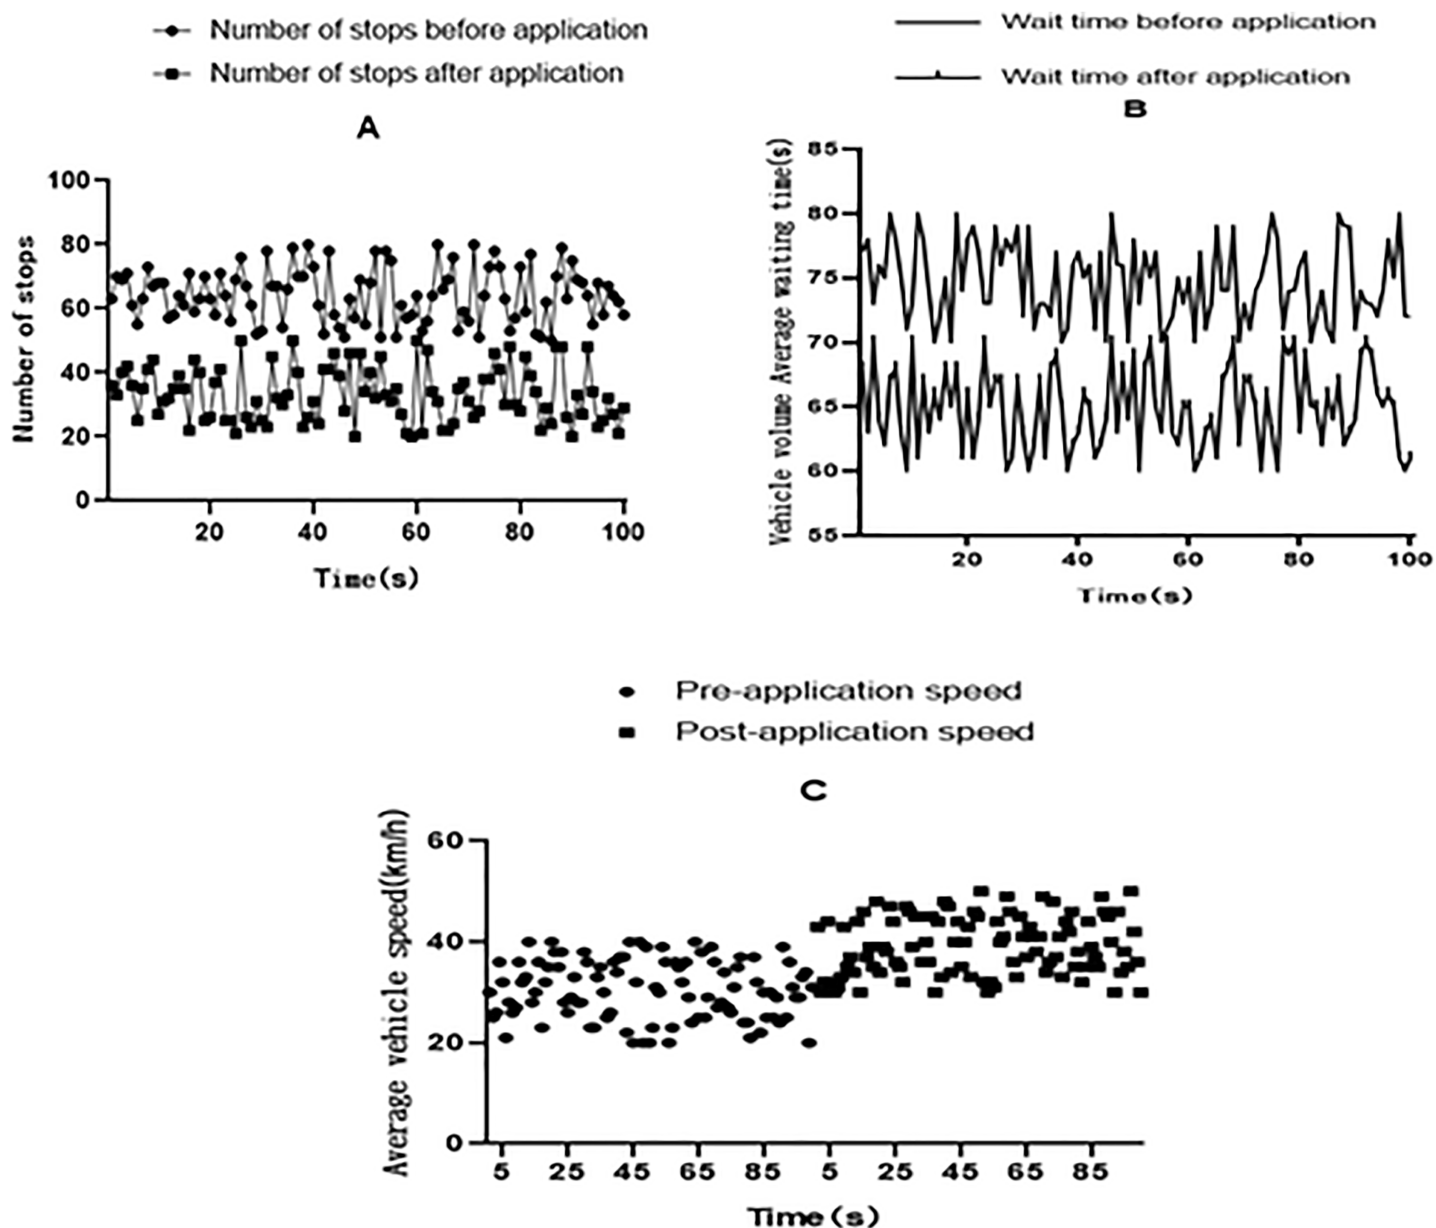 Number of stops before application
Number of stops after application
A
Number of stops
100
80
60
40
20
0
20 40 60 80 100
Time(s)
Wait time before application
Wait time after application
B
Vehicle volume Average waiting time(s)
85
80
75
70
65
60
55
20 40 60 80 100
Time(s)
Pre-application speed
Post-application speed
C
Average vehicle speed(km/h)
60
40
20
0
5 25 45 65 85 5 25 45 65 85
Time(s)